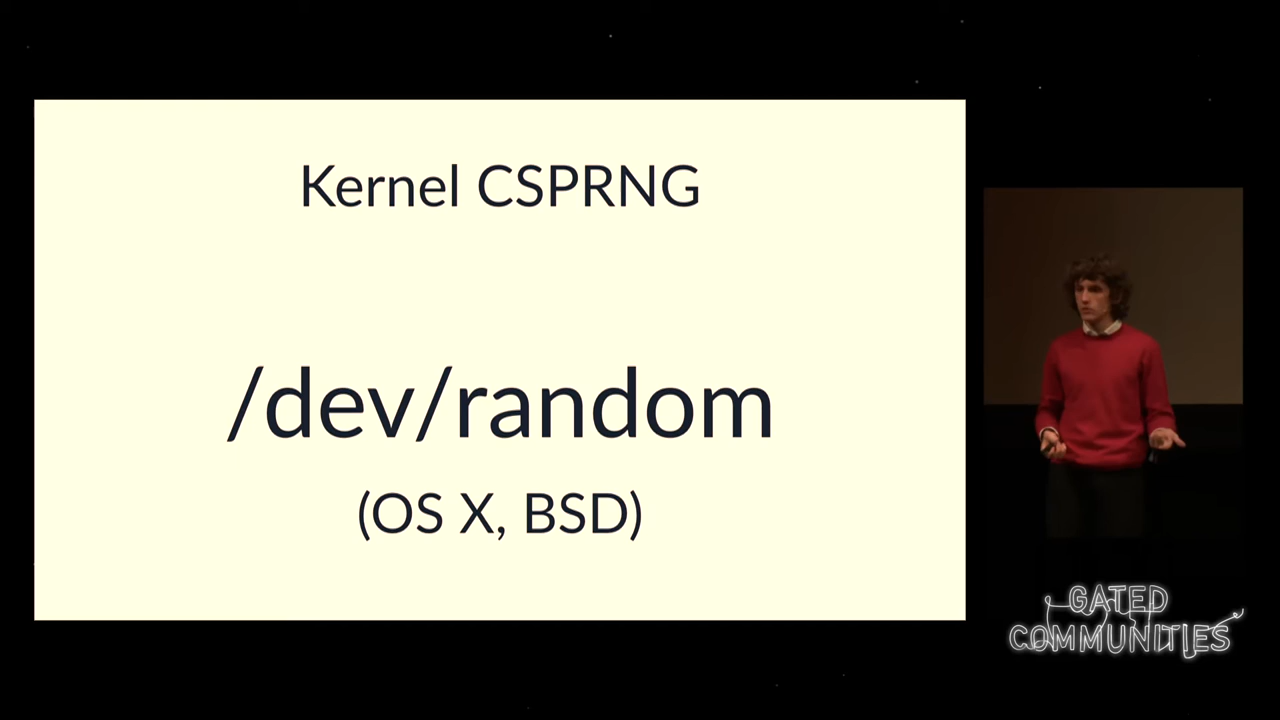 Kernel CSPRNG
/dev/random
(OS X, BSD)
GATED
COMMUNITIES